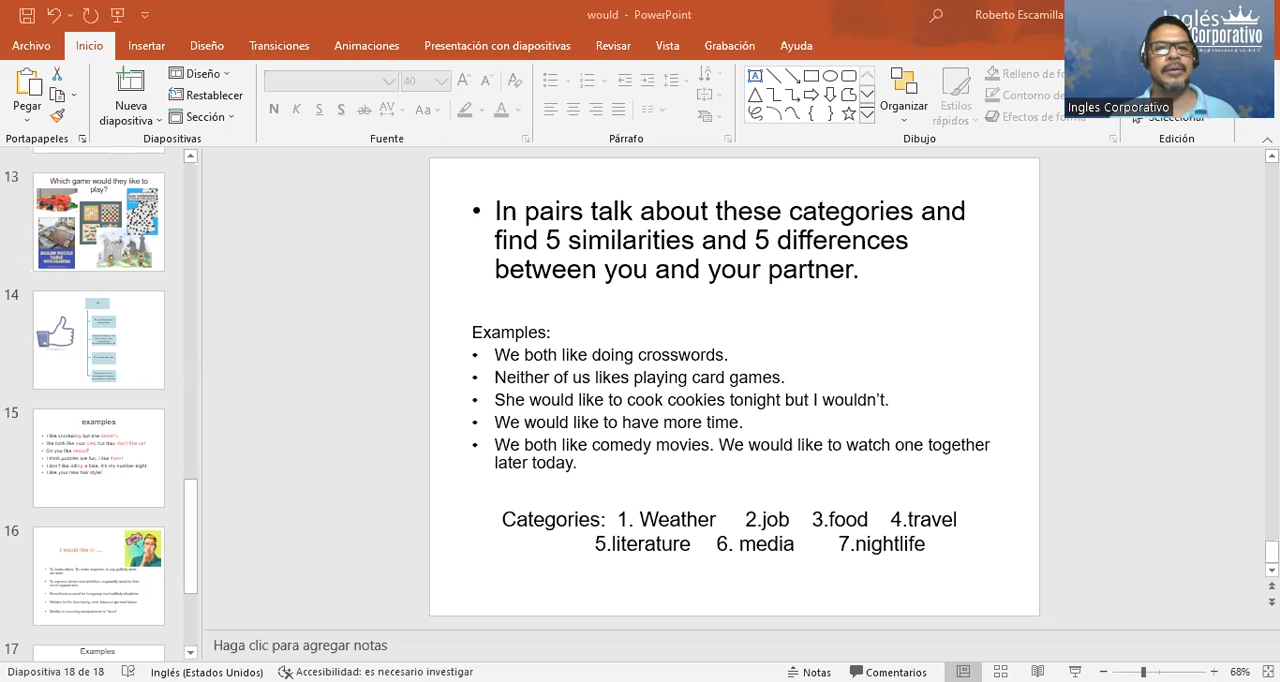 would - PowerPoint
Roberto Escamilla
Inglés
Corporativo
Archivo Inicio Insertar Diseño Transiciones Animaciones Presentación con diapositivas Revisar Vista Grabación Ayuda
Pegar
Nueva
diapositiva
Diseño
Restablecer
Sección
40
N K S S ab AV Aa A
Organizar
Estilos
rápidos
Relleno de
Contorno de
Efectos de forma
Ingles Corporativo
Seleccionar
Portapapeles Diapositivas Fuente Párrafo Dibujo Edición
13
Which game would they like to
play?
14
15
examples
16
I would like to ....
17
Examples
• In pairs talk about these categories and
find 5 similarities and 5 differences
between you and your partner.
Examples:
• We both like doing crosswords.
• Neither of us likes playing card games.
• She would like to cook cookies tonight but I wouldn't.
• We would like to have more time.
• We both like comedy movies. We would like to watch one together
later today.
Categories: 1. Weather 2.job 3.food 4.travel
5.literature 6. media 7.nightlife
Haga clic para agregar notas
Diapositiva 18 de 18 Inglés (Estados Unidos) Accesibilidad: es necesario investigar Notas Comentarios 68%